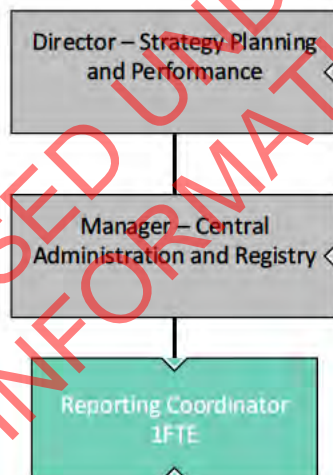 Director – Strategy Planning
and Performance
Manager – Central
Administration and Registry
Reporting Coordinator
1FTE